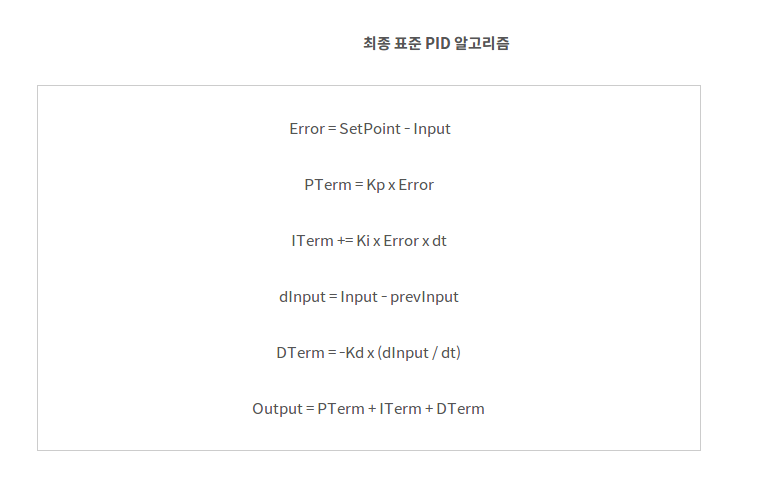 최종 표준 PID 알고리즘
Error = SetPoint - Input
PTerm = Kp x Error
ITerm += Ki x Error x dt
dInput = Input - prevInput
DTerm = -Kd x (dInput / dt)
Output = PTerm + ITerm + DTerm